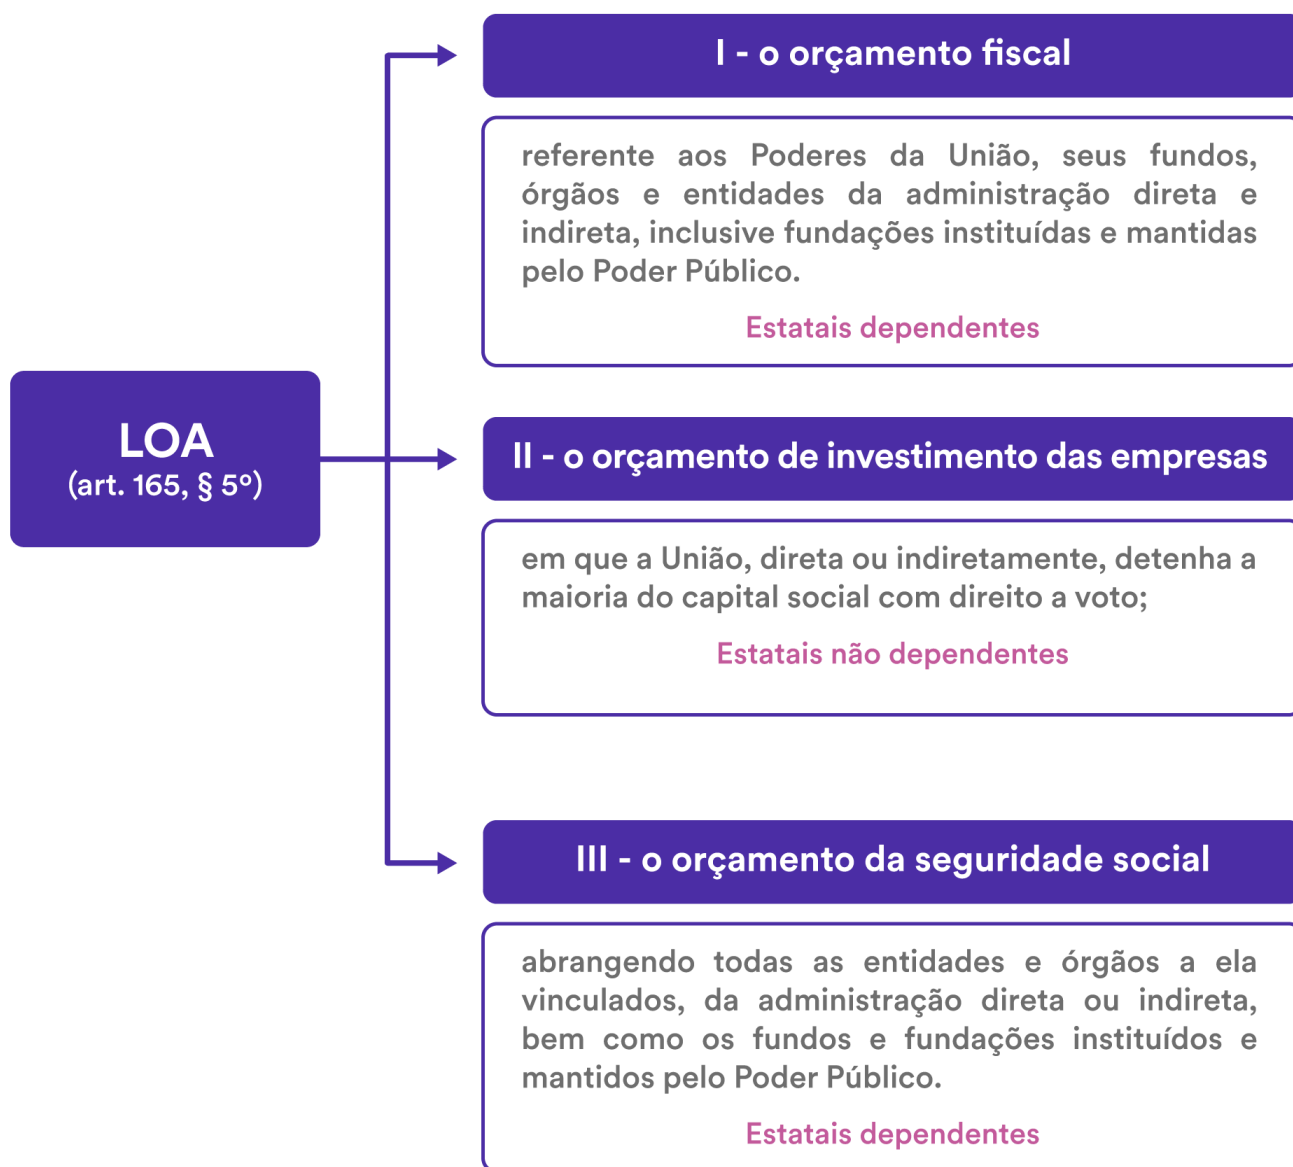 I - o orçamento fiscal
referente aos Poderes da União, seus fundos,
órgãos e entidades da administração direta e
indireta, inclusive fundações instituídas e mantidas
pelo Poder Público.
Estatais dependentes
LOA
(art. 165, § 5º)
II - o orçamento de investimento das empresas
em que a União, direta ou indiretamente, detenha a
maioria do capital social com direito a voto;
Estatais não dependentes
III - o orçamento da seguridade social
abrangendo todas as entidades e órgãos a ela
vinculados, da administração direta ou indireta,
bem como os fundos e fundações instituídos e
mantidos pelo Poder Público.
Estatais dependentes